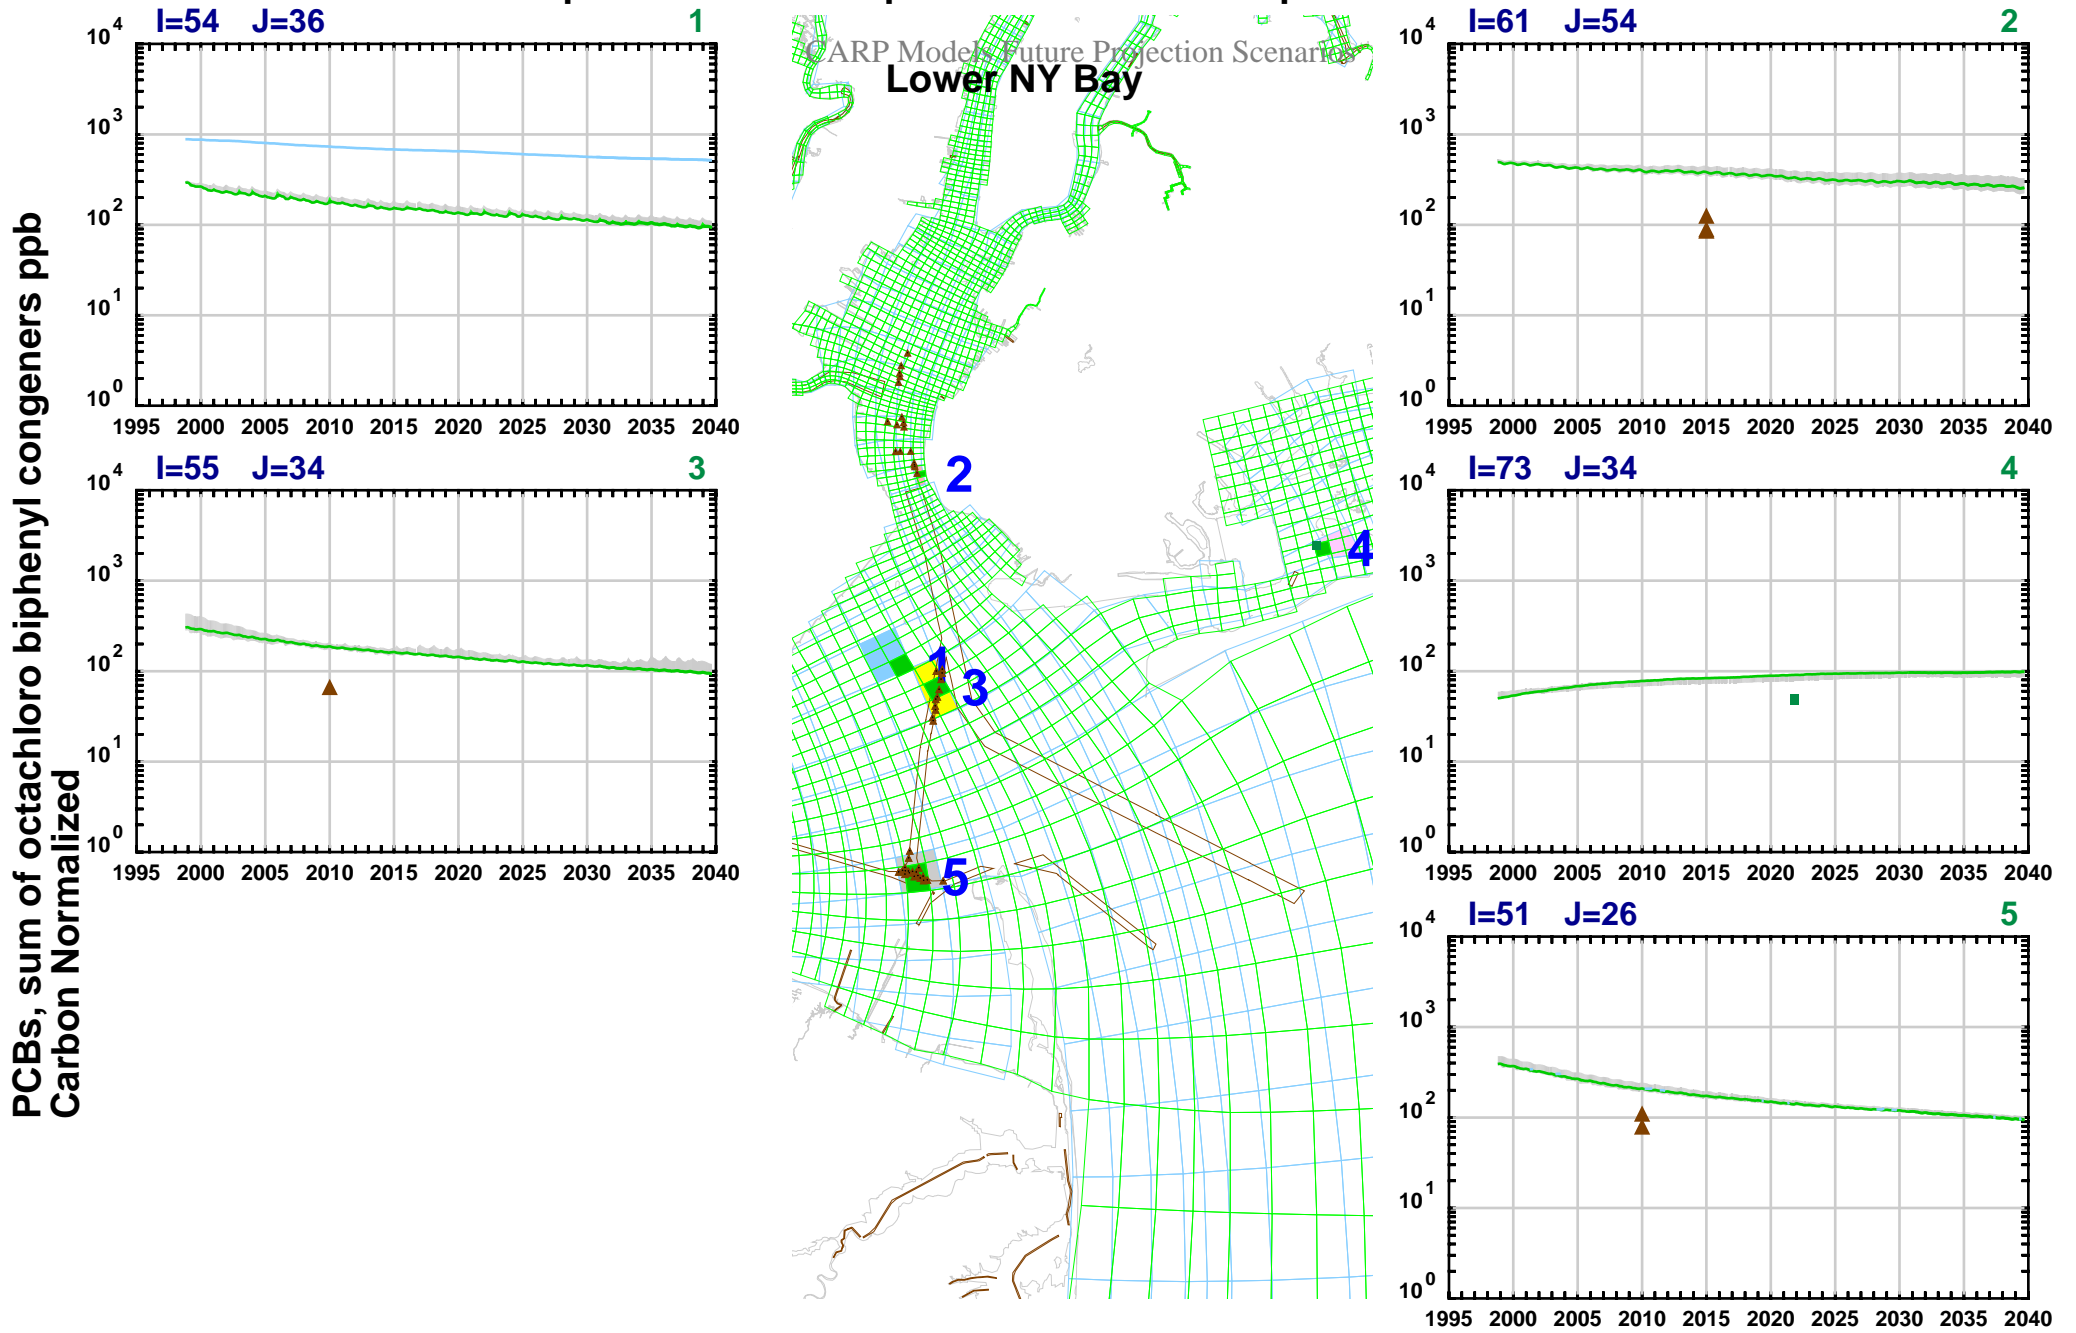 I=54 J=36 1
10^4
10^3
10^2
10^1
10^0
1995 2000 2005 2010 2015 2020 2025 2030 2035 2040
I=55 J=34 3
10^4
10^3
10^2
10^1
10^0
1995 2000 2005 2010 2015 2020 2025 2030 2035 2040
PCBs, sum of octachloro biphenyl congeners ppb
Carbon Normalized
CARP Models Future Projection Scenarios
Lower NY Bay
2
4
1
3
5
I=61 J=54 2
10^4
10^3
10^2
10^1
10^0
1995 2000 2005 2010 2015 2020 2025 2030 2035 2040
I=73 J=34 4
10^4
10^3
10^2
10^1
10^0
1995 2000 2005 2010 2015 2020 2025 2030 2035 2040
I=51 J=26 5
10^4
10^3
10^2
10^1
10^0
1995 2000 2005 2010 2015 2020 2025 2030 2035 2040